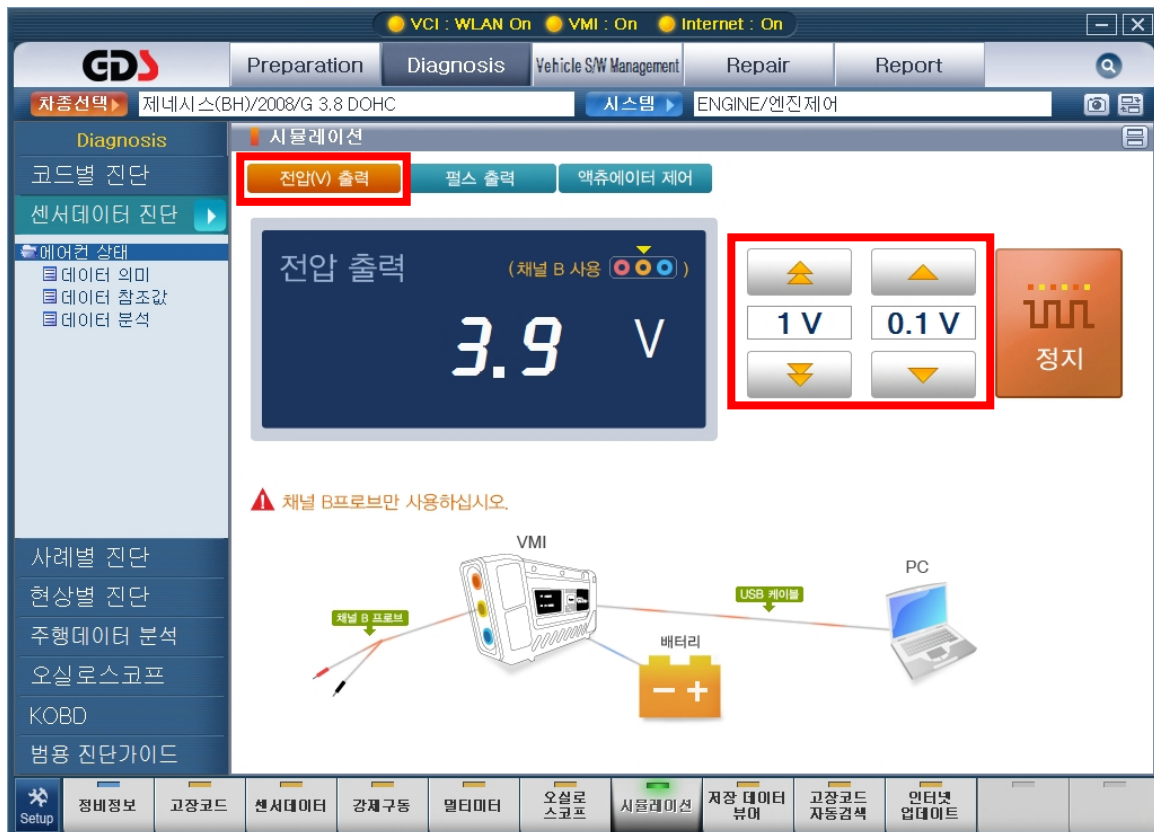 VCI : WLAN On VMI : On Internet : On
GDS
Preparation Diagnosis Vehicle S/W Management Repair Report
차종선택 제네시스(BH)/2008/G 3.8 DOHC 시스템 ENGINE/엔진제어
Diagnosis
코드별 진단
센서데이터 진단
에어컨 상태
데이터 의미
데이터 참조값
데이터 분석
사례별 진단
현상별 진단
주행데이터 분석
오실로스코프
KOBD
범용 진단가이드
시뮬레이션
전압(V) 출력 펄스 출력 액츄에이터 제어
전압 출력 (채널 B 사용 )
3.9 V
1 V 0.1 V
정지
채널 B프로브만 사용하십시오.
VMI
PC
USB 케이블
채널 B 프로브
배터리
- +
Setup 정비정보 고장코드 센서데이터 강제구동 멀티미터 오실로 스코프 시뮬레이션 저장 데이터 뷰어 고장코드 자동검색 인터넷 업데이트